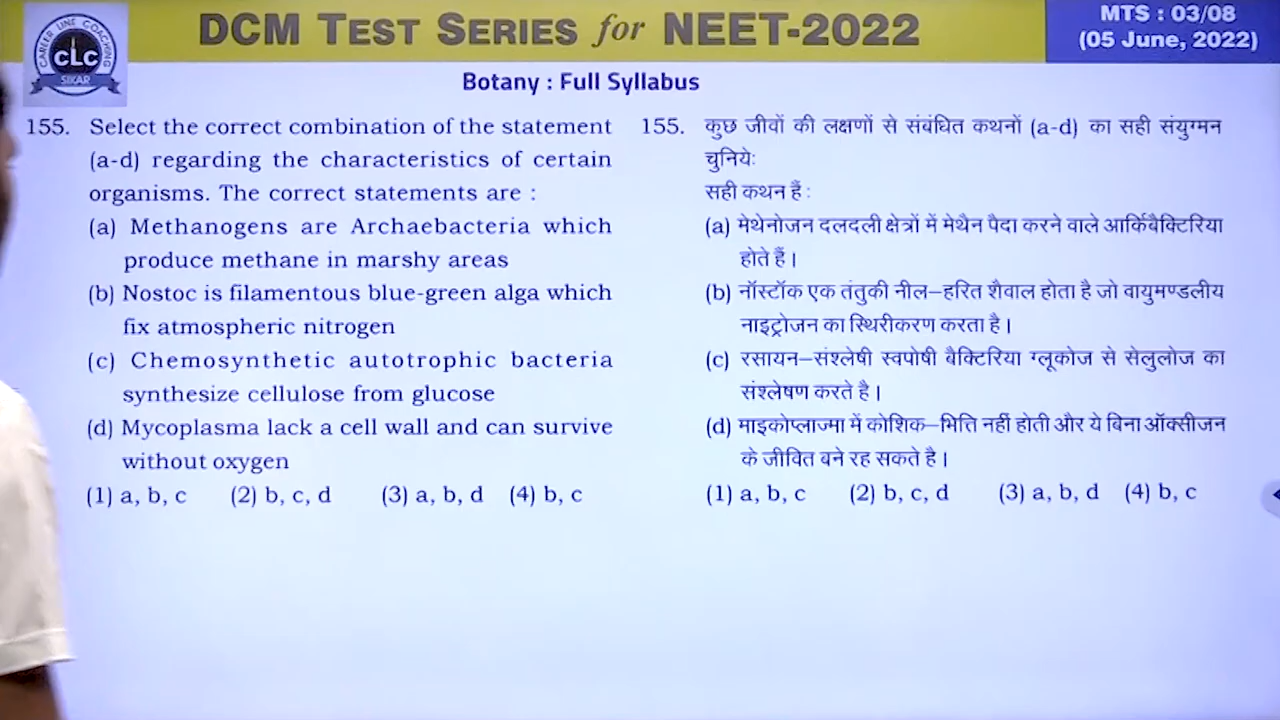 CAREER LINE COACHING
CLC
SIKAR
DCM TEST SERIES for NEET-2022
MTS : 03/08
(05 June, 2022)
Botany : Full Syllabus
155. Select the correct combination of the statement
(a-d) regarding the characteristics of certain
organisms. The correct statements are :
(a) Methanogens are Archaebacteria which
produce methane in marshy areas
(b) Nostoc is filamentous blue-green alga which
fix atmospheric nitrogen
(c) Chemosynthetic autotrophic bacteria
synthesize cellulose from glucose
(d) Mycoplasma lack a cell wall and can survive
without oxygen
(1) a, b, c (2) b, c, d (3) a, b, d (4) b, c
155. कुछ जीवों की लक्षणों से संबंधित कथनों (a-d) का सही संयुग्मन
चुनिये:
सही कथन हैं :
(a) मेथेनोजन दलदली क्षेत्रों में मेथैन पैदा करने वाले आर्किबैक्टिरिया
होते हैं।
(b) नॉस्टॉक एक तंतुकी नील–हरित शैवाल होता है जो वायुमण्डलीय
नाइट्रोजन का स्थिरीकरण करता है।
(c) रसायन–संश्लेषी स्वपोषी बैक्टिरिया ग्लूकोज से सेलुलोज का
संश्लेषण करते है।
(d) माइकोप्लाज्मा में कोशिक–भित्ति नहीं होती और ये बिना ऑक्सीजन
के जीवित बने रह सकते है।
(1) a, b, c (2) b, c, d (3) a, b, d (4) b, c